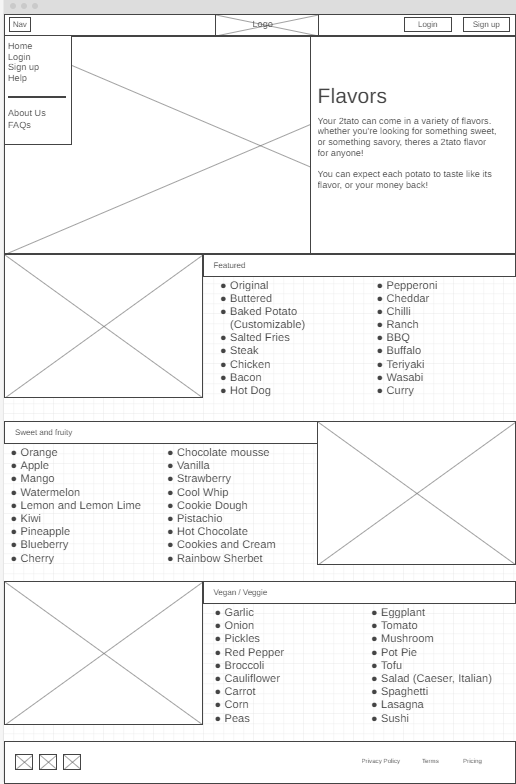 Nav
Logo
Login
Sign up
Home
Login
Sign up
Help
About Us
FAQs
Flavors
Your 2tato can come in a variety of flavors.
whether you're looking for something sweet,
or something savory, theres a 2tato flavor
for anyone!
You can expect each potato to taste like its
flavor, or your money back!
Featured
Original
Buttered
Baked Potato
(Customizable)
Salted Fries
Steak
Chicken
Bacon
Hot Dog
Pepperoni
Cheddar
Chilli
Ranch
BBQ
Buffalo
Teriyaki
Wasabi
Curry
Sweet and fruity
Orange
Apple
Mango
Watermelon
Lemon and Lemon Lime
Kiwi
Pineapple
Blueberry
Cherry
Chocolate mousse
Vanilla
Strawberry
Cool Whip
Cookie Dough
Pistachio
Hot Chocolate
Cookies and Cream
Rainbow Sherbet
Vegan / Veggie
Garlic
Onion
Pickles
Red Pepper
Broccoli
Cauliflower
Carrot
Corn
Peas
Eggplant
Tomato
Mushroom
Pot Pie
Tofu
Salad (Caeser, Italian)
Spaghetti
Lasagna
Sushi
Privacy Policy
Terms
Pricing